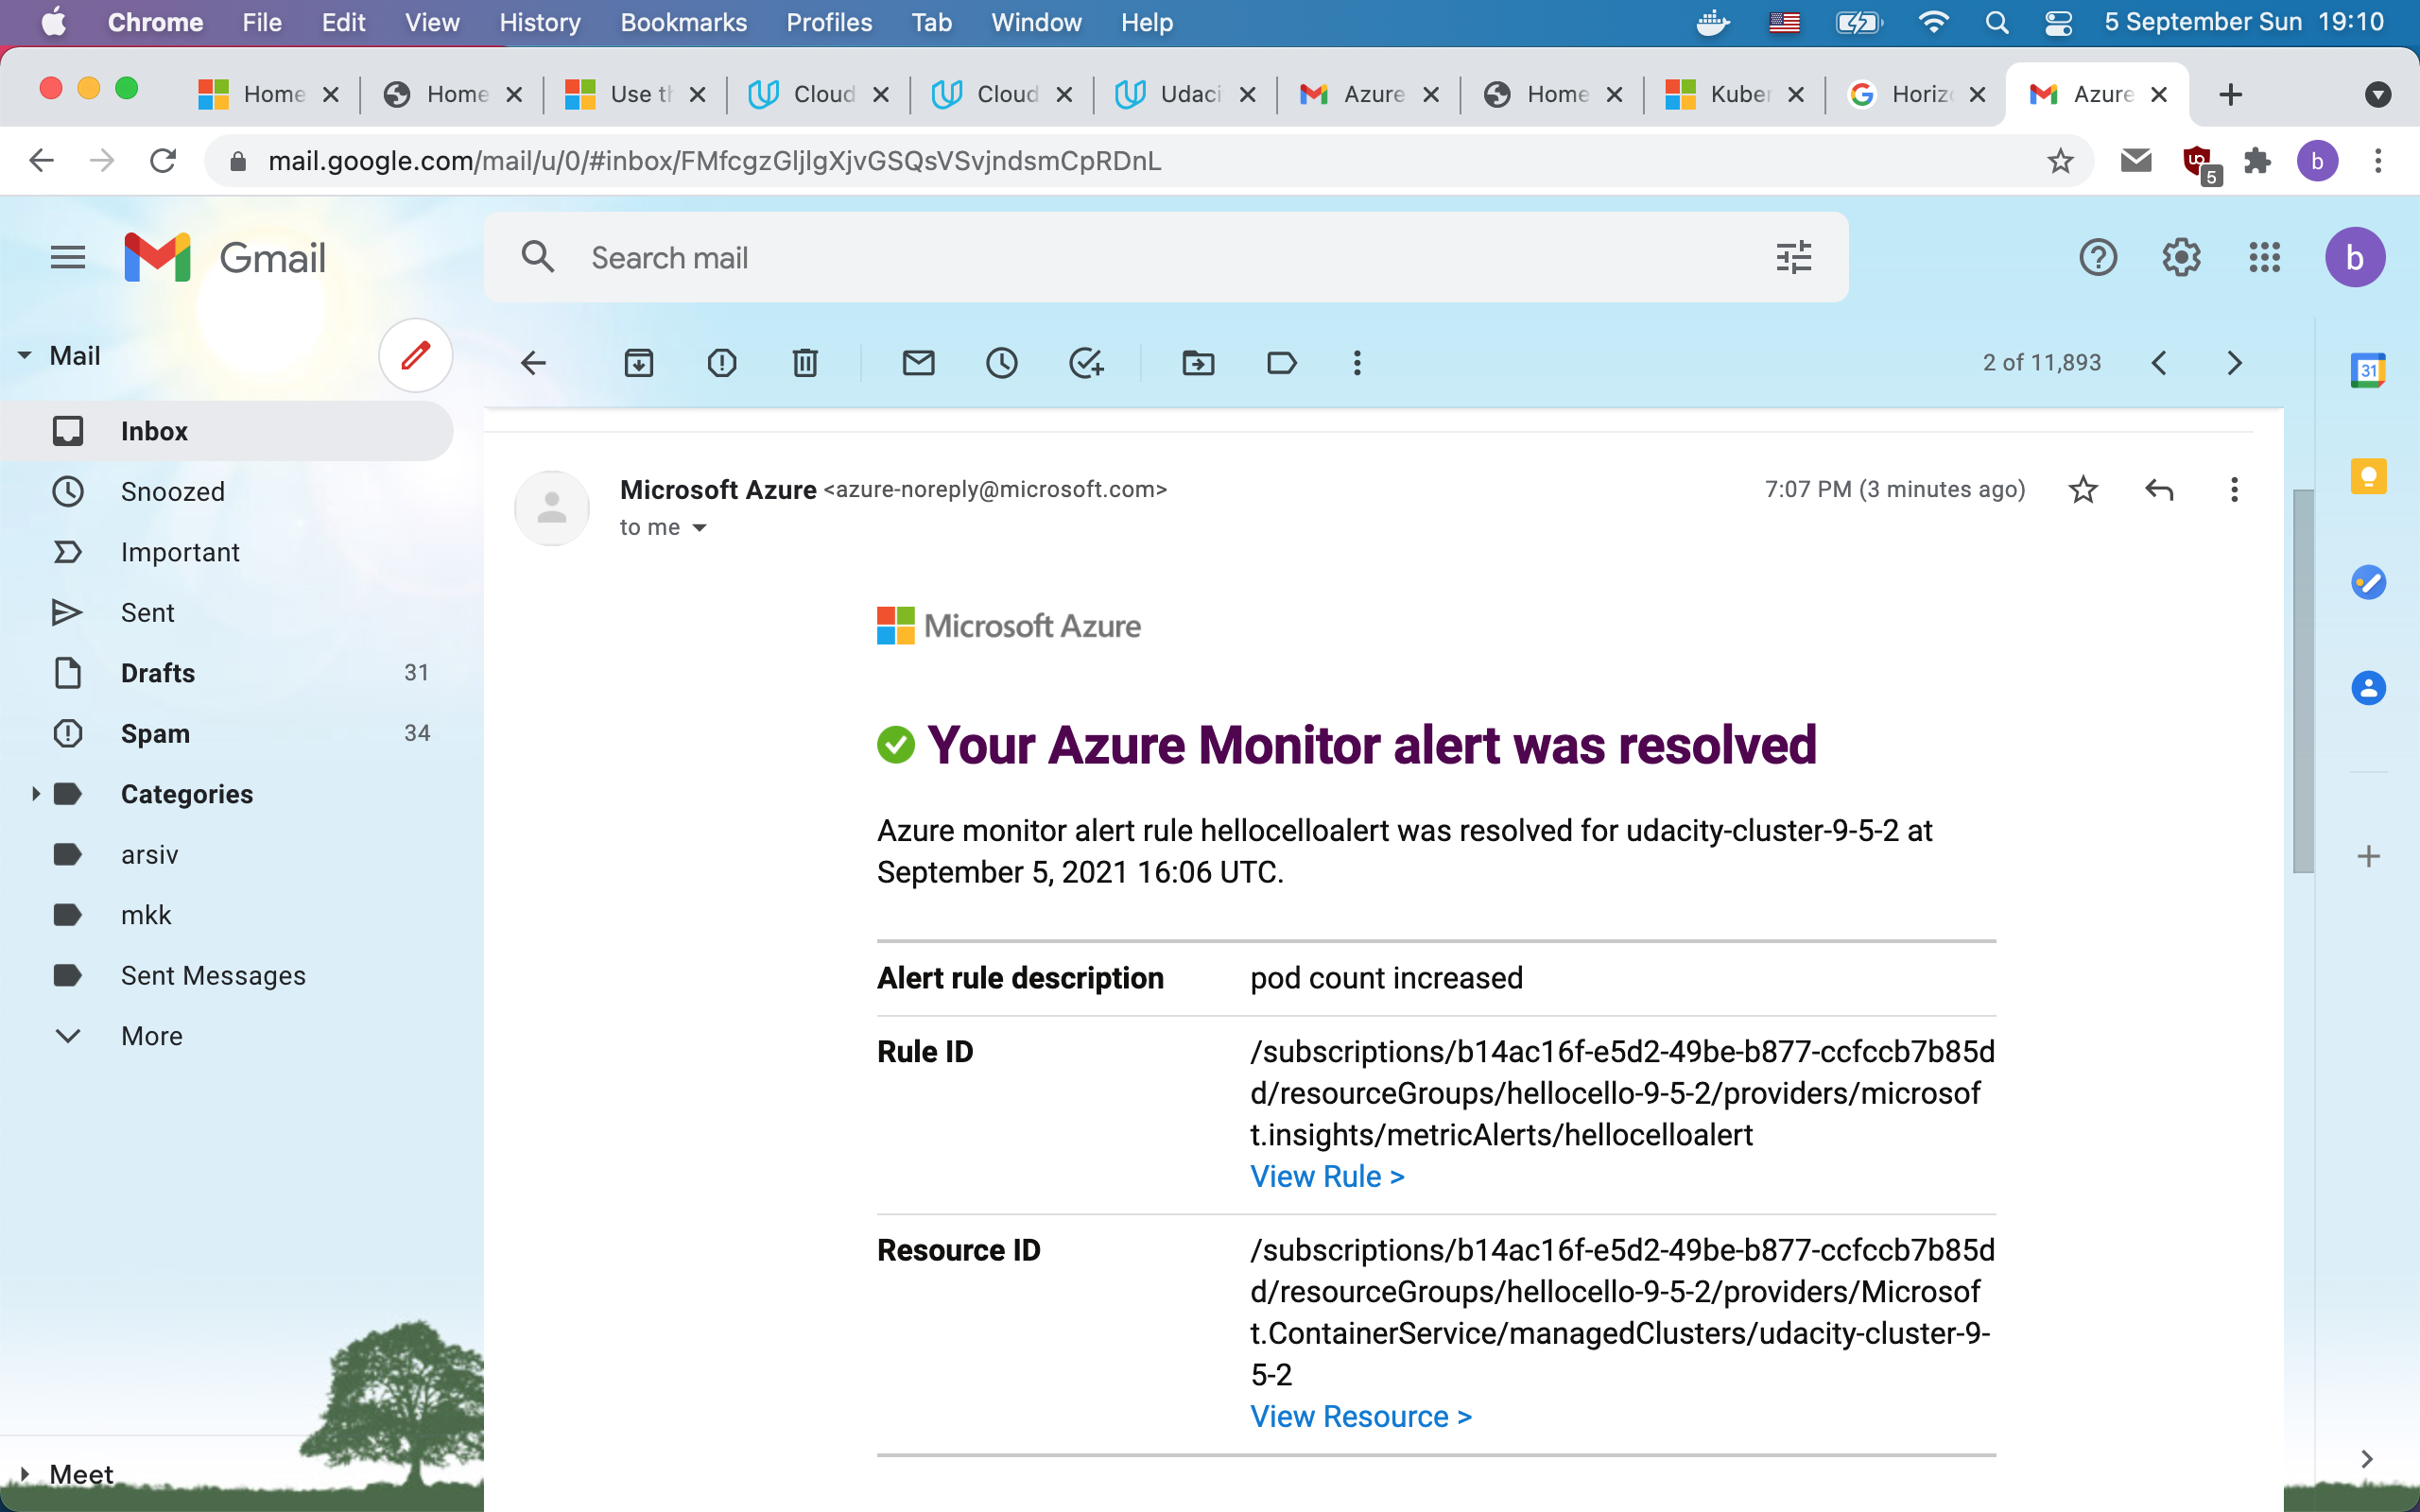 Chrome File Edit View History Bookmarks Profiles Tab Window Help 5 September Sun 19:10
Home Home Use th Cloud Cloud Udaci Azure Home Kuber Horizo Azure
mail.google.com/mail/u/0/#inbox/FMfcgzGljlgXjvGSQsVSvjndsmCpRDnL 5 b
Gmail
Search mail
b
Mail
2 of 11,893
31
Inbox
Snoozed
Important
Sent
Drafts 31
Spam 34
Categories
arsiv
mkk
Sent Messages
More
Meet
Microsoft Azure <azure-noreply@microsoft.com> 7:07 PM (3 minutes ago)
to me
Microsoft Azure
Your Azure Monitor alert was resolved
Azure monitor alert rule hellocelloalert was resolved for udacity-cluster-9-5-2 at
September 5, 2021 16:06 UTC.
Alert rule description pod count increased
Rule ID /subscriptions/b14ac16f-e5d2-49be-b877-ccfccb7b85d
d/resourceGroups/hellocello-9-5-2/providers/microsof
t.insights/metricAlerts/hellocelloalert
View Rule >
Resource ID /subscriptions/b14ac16f-e5d2-49be-b877-ccfccb7b85d
d/resourceGroups/hellocello-9-5-2/providers/Microsof
t.ContainerService/managedClusters/udacity-cluster-9-
5-2
View Resource >